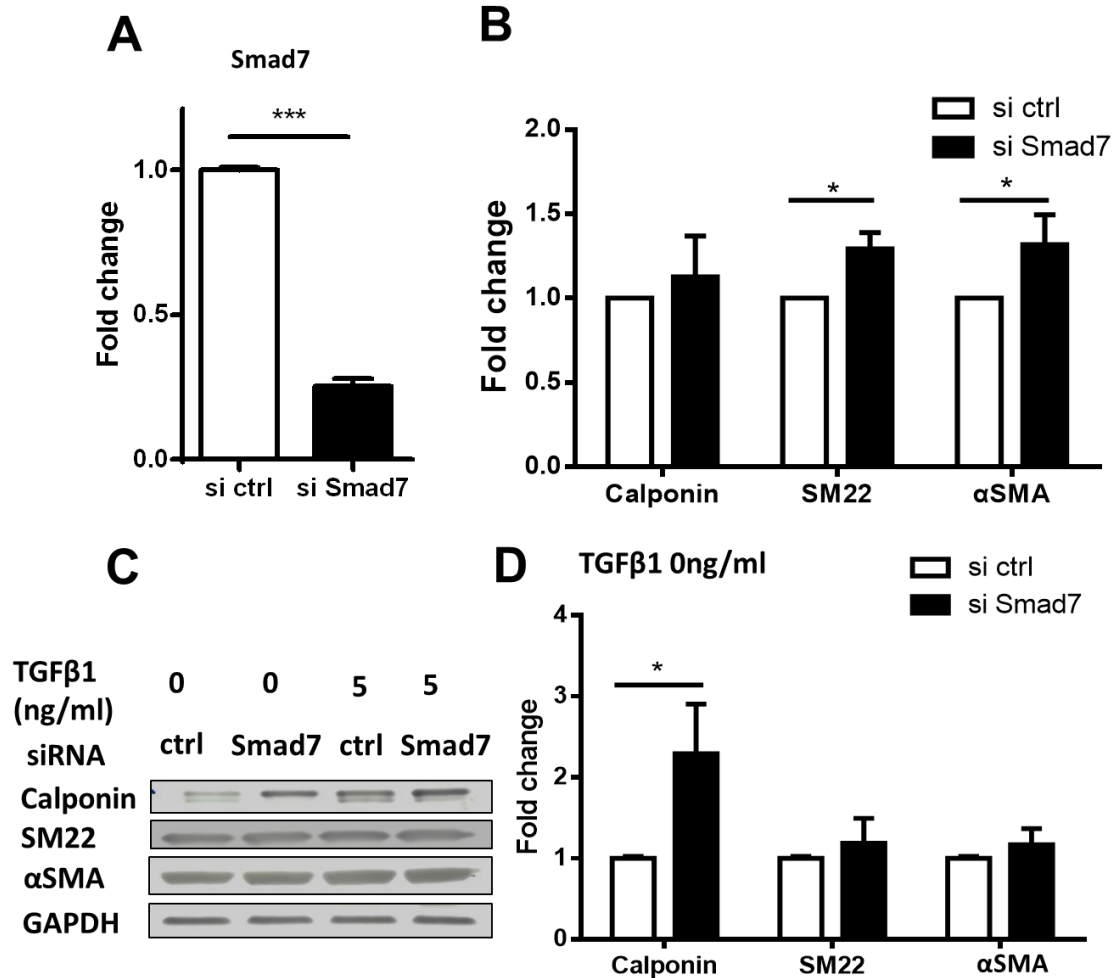 A
Smad7
***
Fold change
1.0
0.5
0.0
si ctrl si Smad7
B
si ctrl
si Smad7
Fold change
2.0
1.5
1.0
0.5
0.0
*
*
Calponin SM22 αSMA
C
TGFβ1 0 0 5 5
(ng/ml)
siRNA ctrl Smad7 ctrl Smad7
Calponin
SM22
αSMA
GAPDH
D
TGFβ1 0ng/ml
si ctrl
si Smad7
Fold change
4
3
2
1
0
*
Calponin SM22 αSMA